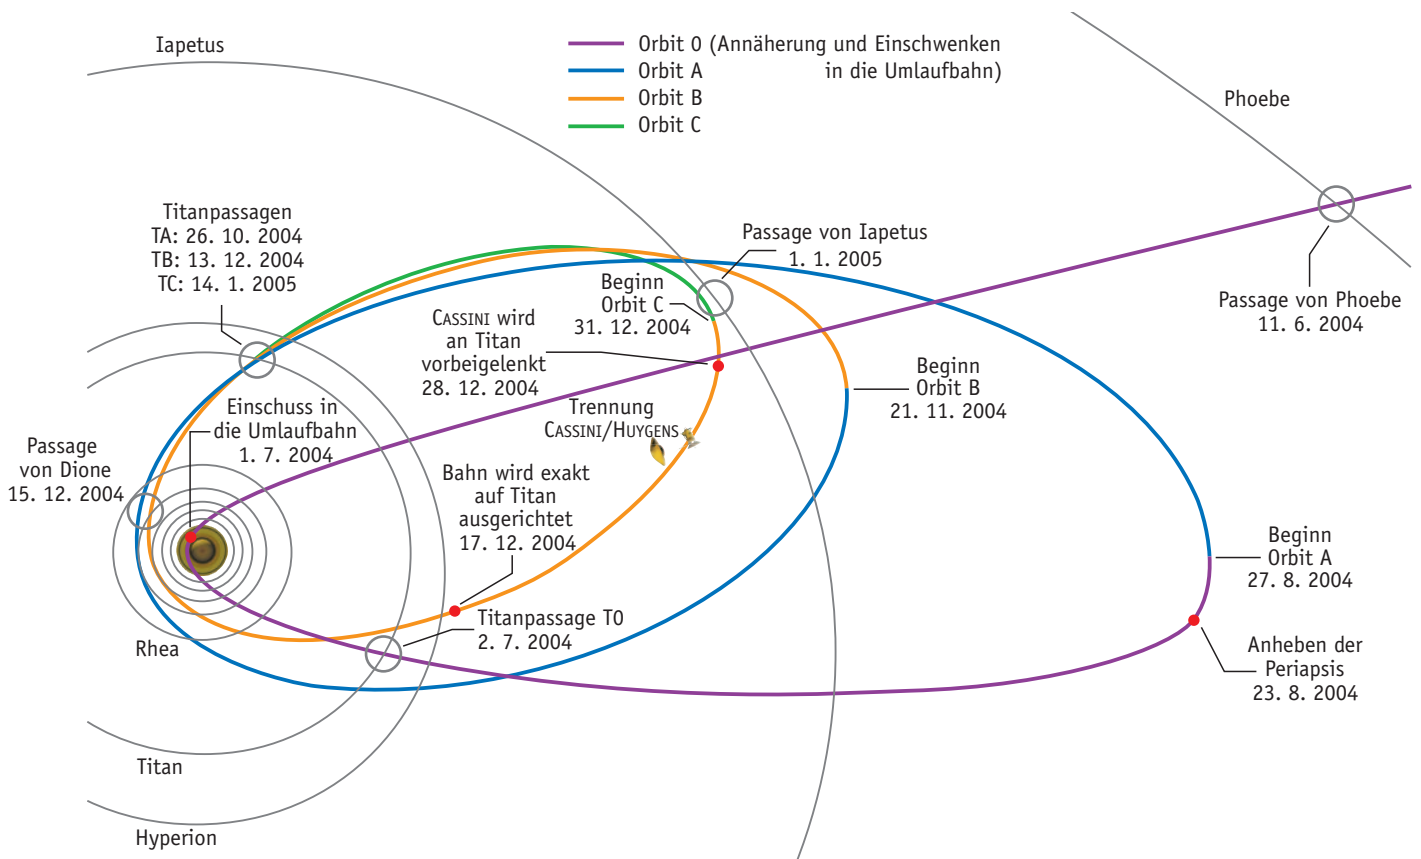 Iapetus
Orbit 0 (Annäherung und Einschwenken
in die Umlaufbahn)
Orbit A
Orbit B
Orbit C
Phoebe
Titanpassagen
TA: 26. 10. 2004
TB: 13. 12. 2004
TC: 14. 1. 2005
Passage von Iapetus
1. 1. 2005
Beginn
Orbit C
31. 12. 2004
Passage von Phoebe
11. 6. 2004
CASSINI wird
an Titan
vorbeigelenkt
28. 12. 2004
Beginn
Orbit B
21. 11. 2004
Einschuss in
die Umlaufbahn
1. 7. 2004
Trennung
CASSINI/HUYGENS
Passage
von Dione
15. 12. 2004
Bahn wird exakt
auf Titan
ausgerichtet
17. 12. 2004
Beginn
Orbit A
27. 8. 2004
Titanpassage T0
2. 7. 2004
Rhea
Anheben der
Periapsis
23. 8. 2004
Titan
Hyperion